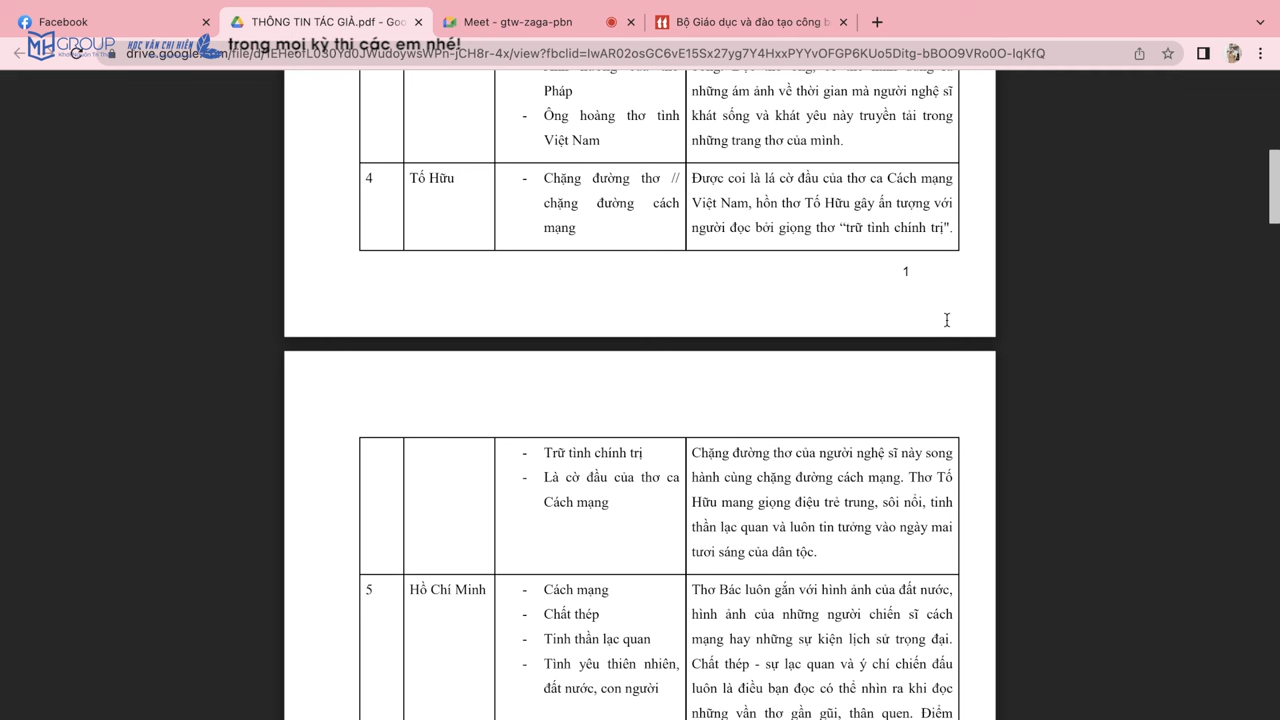 Facebook
THÔNG TIN TÁC GIẢ.pdf - Goo
Meet - gtw-zaga-pbn
Bộ Giáo dục và đào tạo công b
MHGROUP
HỌC VĂN CHỊ HIÊN
trong mọi kỳ thi các em nhé!
Pháp
những ám ảnh về thời gian mà người nghệ sĩ
- Ông hoàng thơ tình
khát sống và khát yêu này truyền tải trong
Việt Nam
những trang thơ của mình.
4
Tố Hữu
- Chặng đường thơ //
chặng đường cách
mạng
Được coi là lá cờ đầu của thơ ca Cách mạng
Việt Nam, hồn thơ Tố Hữu gây ấn tượng với
người đọc bởi giọng thơ “trữ tình chính trị".
1
- Trữ tình chính trị
- Là cờ đầu của thơ ca
Cách mạng
Chặng đường thơ của người nghệ sĩ này song
hành cùng chặng đường cách mạng. Thơ Tố
Hữu mang giọng điệu trẻ trung, sôi nổi, tinh
thần lạc quan và luôn tin tưởng vào ngày mai
tươi sáng của dân tộc.
5
Hồ Chí Minh
- Cách mạng
- Chất thép
- Tinh thần lạc quan
- Tình yêu thiên nhiên,
đất nước, con người
Thơ Bác luôn gắn với hình ảnh của đất nước,
hình ảnh của những người chiến sĩ cách
mạng hay những sự kiện lịch sử trọng đại.
Chất thép - sự lạc quan và ý chí chiến đấu
luôn là điều bạn đọc có thể nhìn ra khi đọc
những vần thơ gần gũi, thân quen. Điểm